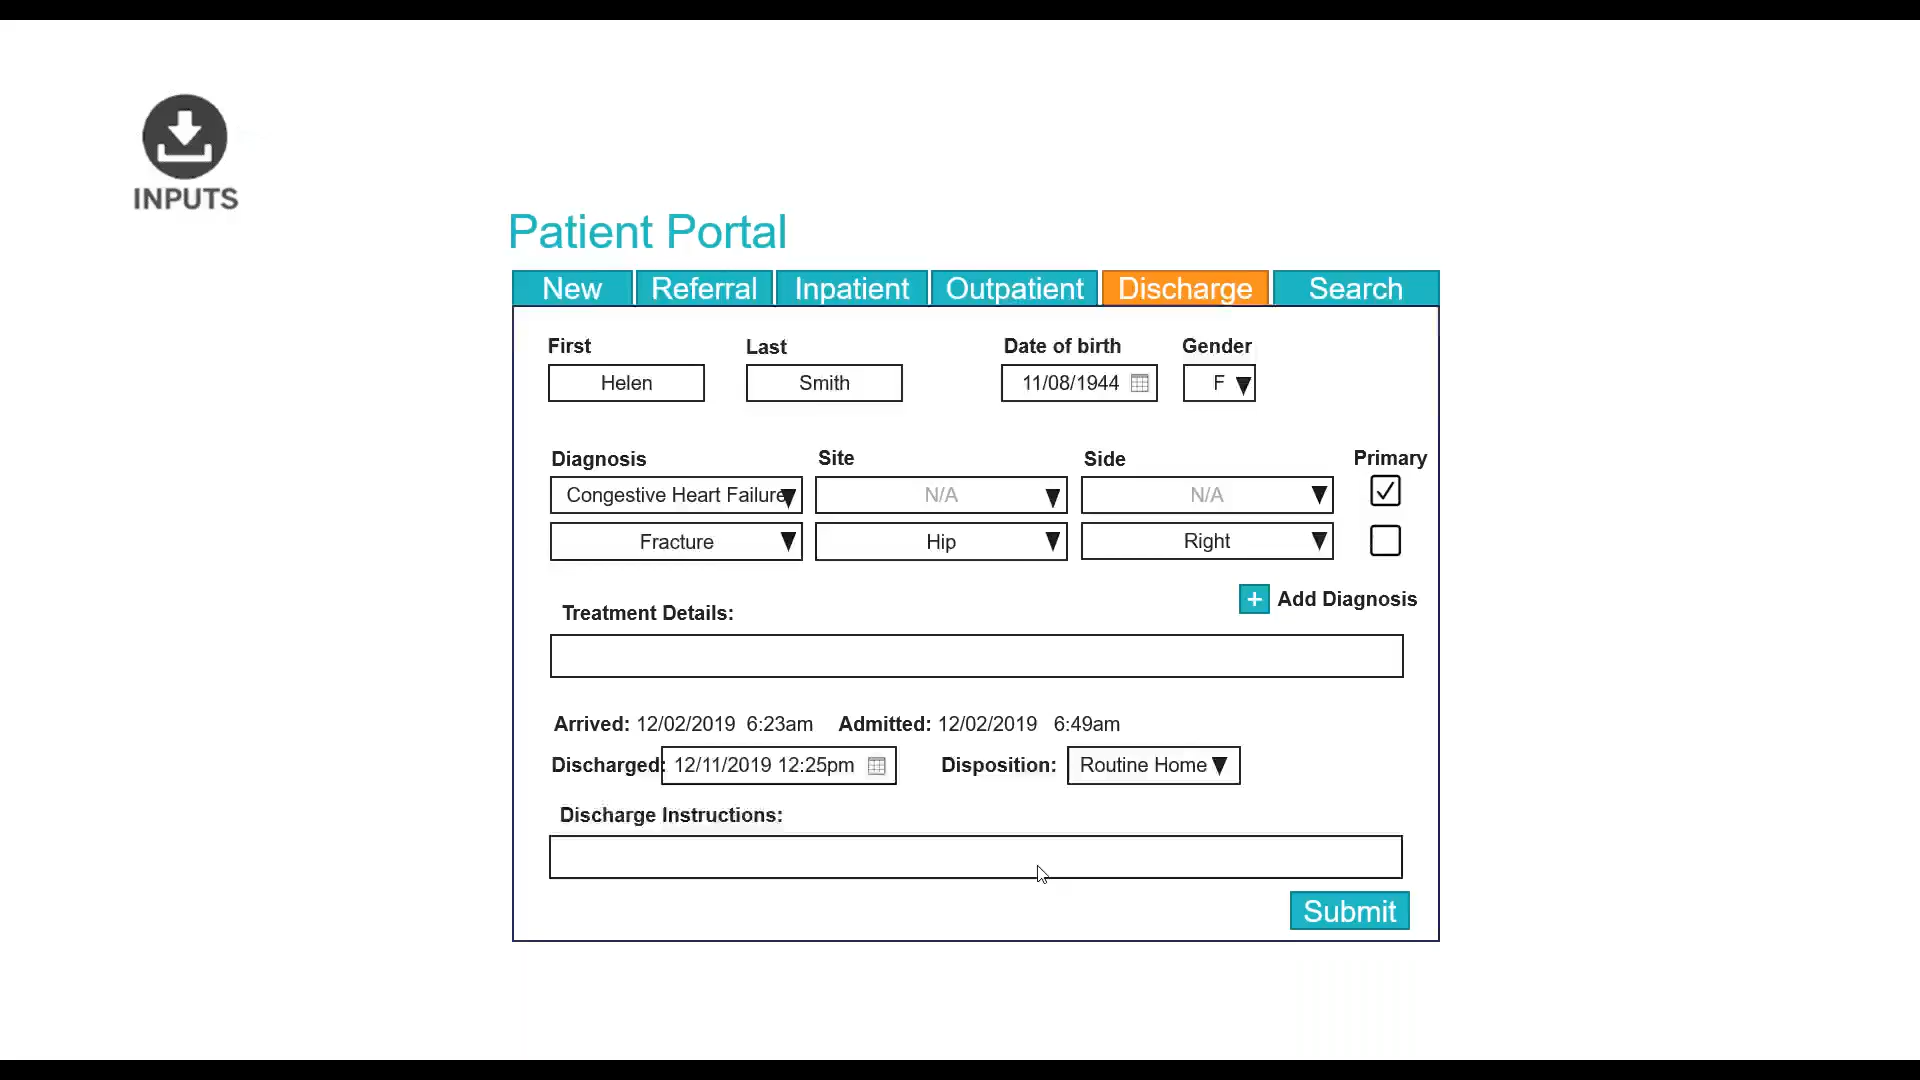 INPUTS
Patient Portal
New Referral Inpatient Outpatient Discharge Search
First Last Date of birth Gender
Helen Smith 11/08/1944 F
Diagnosis Site Side Primary
Congestive Heart Failure N/A N/A
Fracture Hip Right
+ Add Diagnosis
Treatment Details:
Arrived: 12/02/2019 6:23am Admitted: 12/02/2019 6:49am
Discharged: 12/11/2019 12:25pm Disposition: Routine Home
Discharge Instructions:
Submit